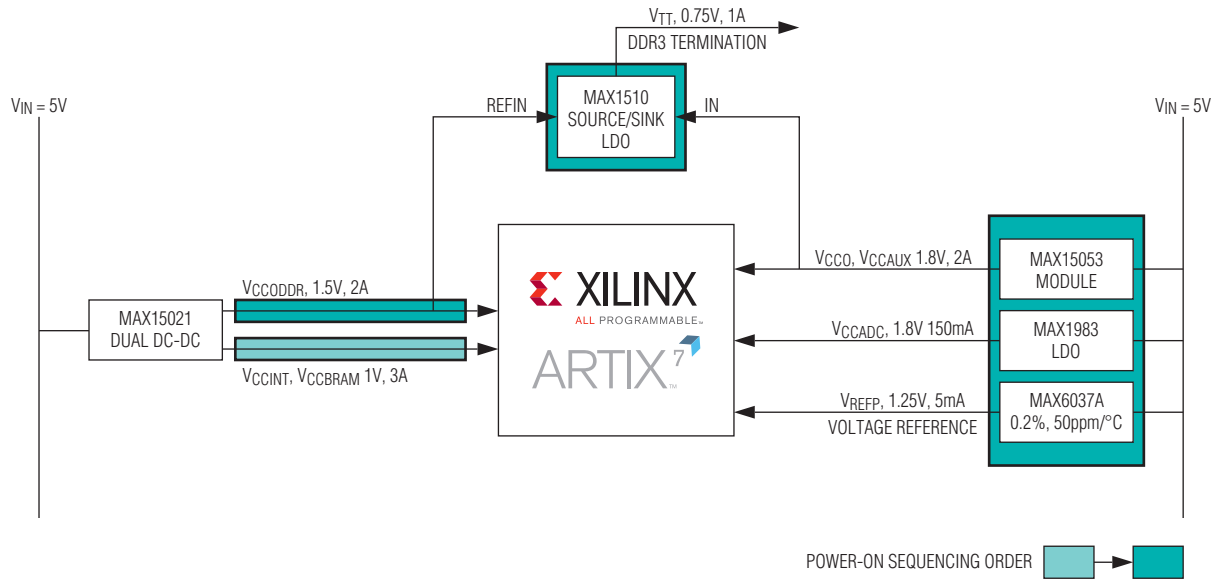 VTT, 0.75V, 1A
DDR3 TERMINATION
VIN = 5V
REFIN
MAX1510
SOURCE/SINK
LDO
IN
VIN = 5V
VCCODDR, 1.5V, 2A
MAX15021
DUAL DC-DC
VCCINT, VCCBRAM 1V, 3A
XILINX
ALL PROGRAMMABLE™
ARTIX 7™
VCCO, VCCAUX 1.8V, 2A
MAX15053
MODULE
VCCADC, 1.8V 150mA
MAX1983
LDO
VREFP, 1.25V, 5mA
VOLTAGE REFERENCE
MAX6037A
0.2%, 50ppm/°C
POWER-ON SEQUENCING ORDER